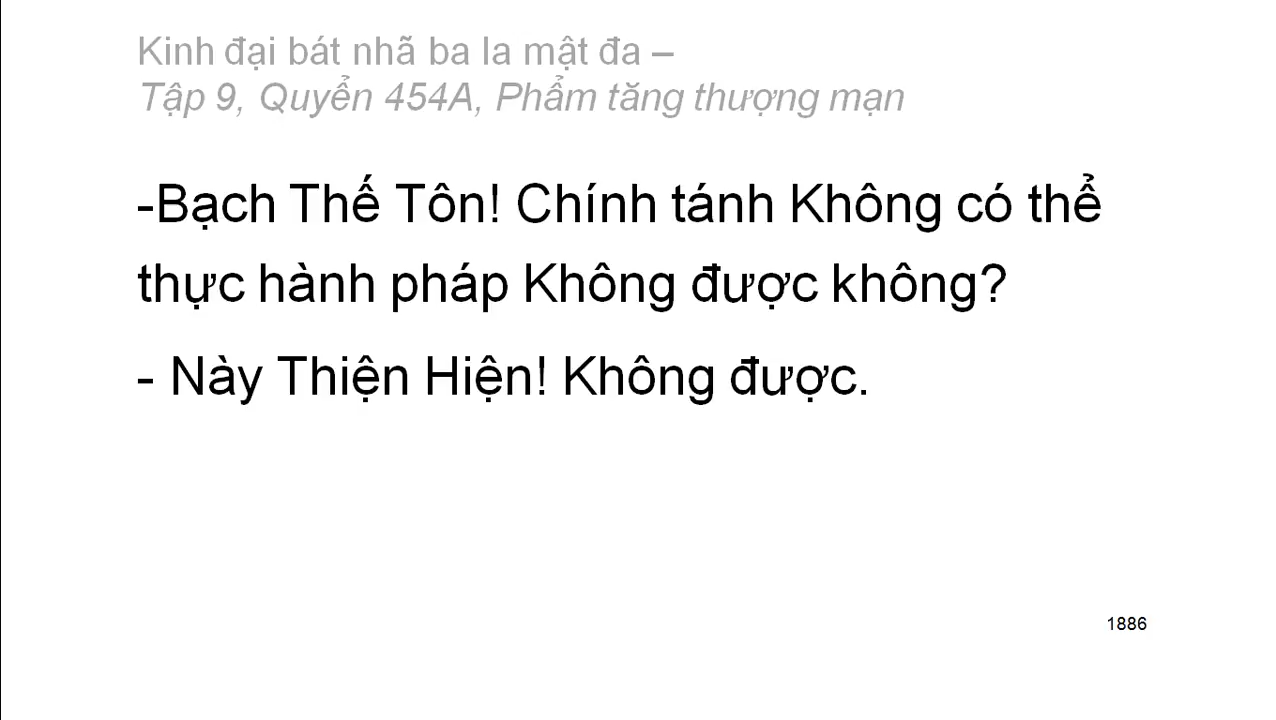 Kinh đại bát nhã ba la mật đa –
Tập 9, Quyển 454A, Phẩm tăng thượng mạn
-Bạch Thế Tôn! Chính tánh Không có thể
thực hành pháp Không được không?
- Này Thiện Hiện! Không được.
1886